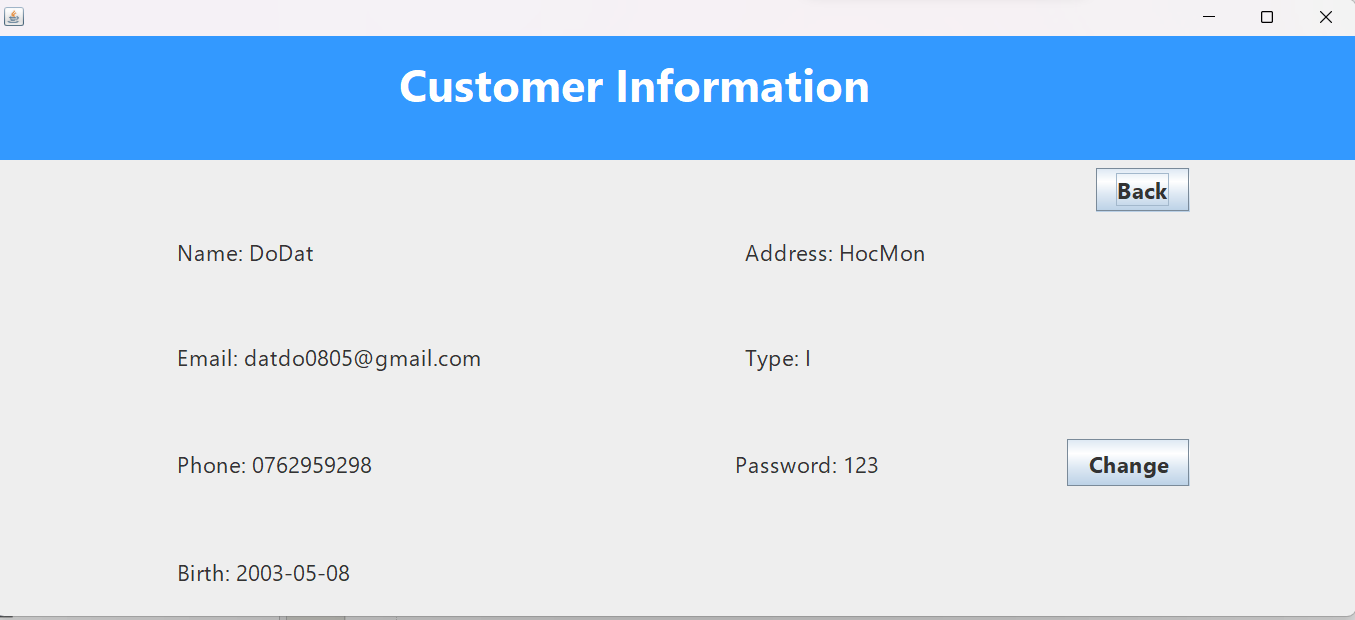 Customer Information
Back
Name: DoDat
Address: HocMon
Email: datdo0805@gmail.com
Type: I
Phone: 0762959298
Password: 123
Change
Birth: 2003-05-08